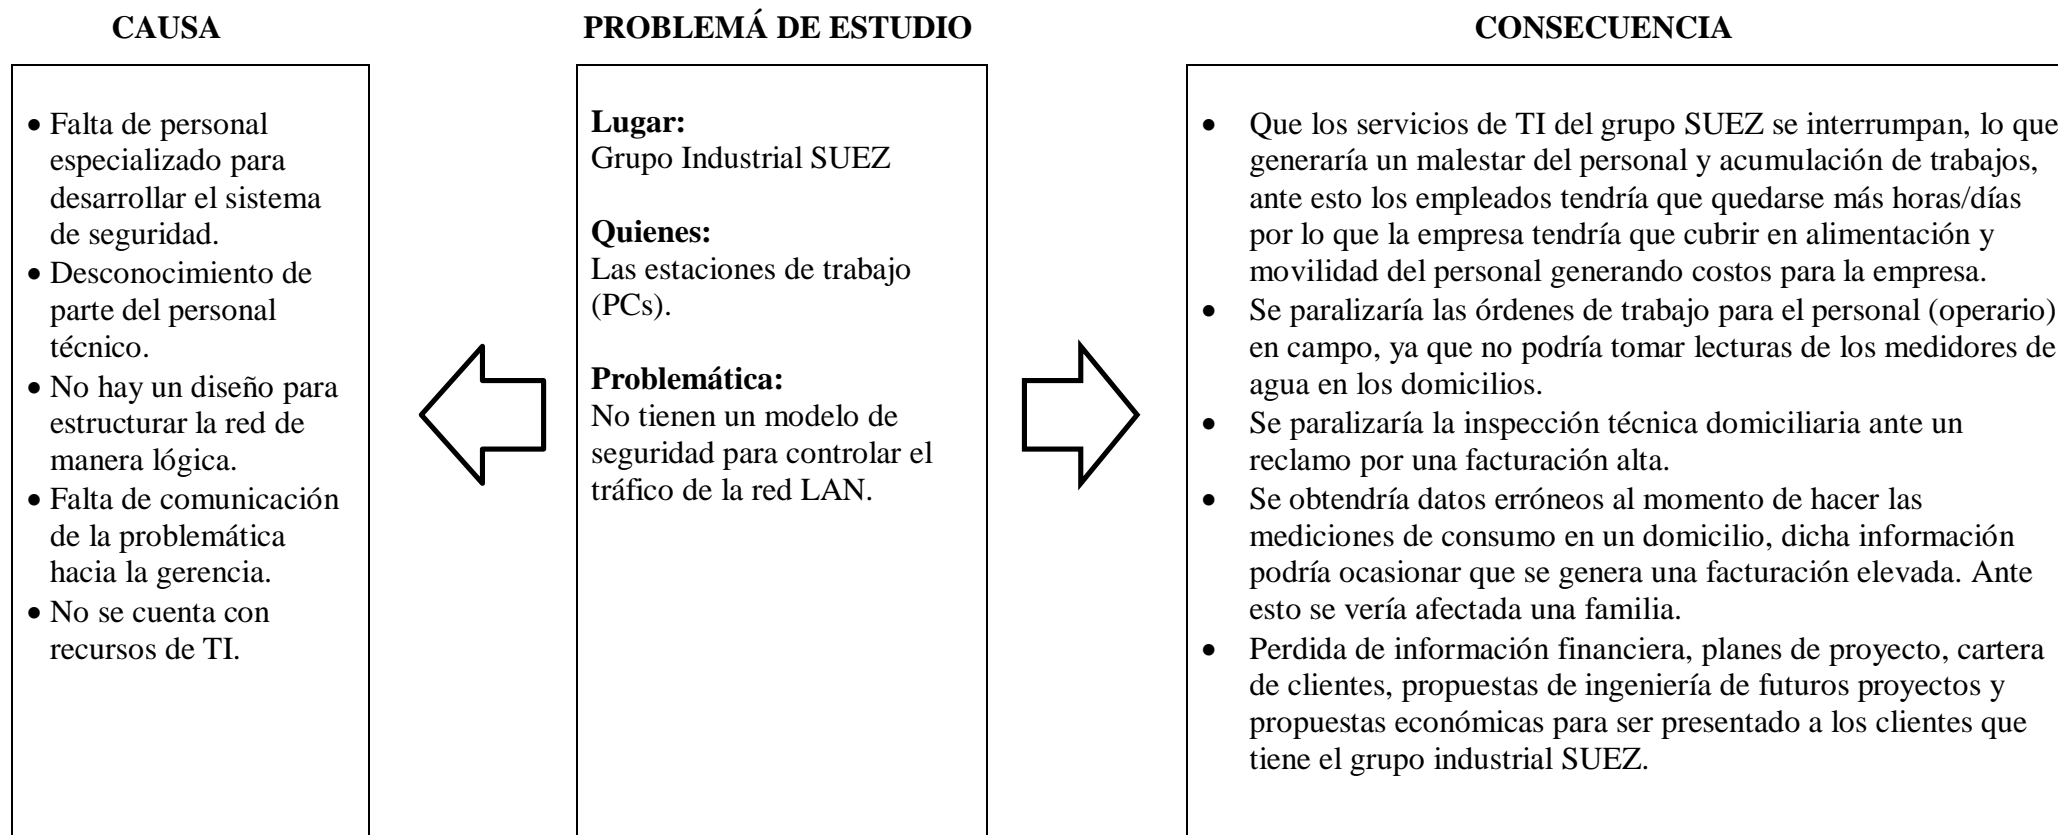 CAUSA
PROBLEMÁ DE ESTUDIO
CONSECUENCIA
• Falta de personal
especializado para
desarrollar el sistema
de seguridad.
• Desconocimiento de
parte del personal
técnico.
• No hay un diseño para
estructurar la red de
manera lógica.
• Falta de comunicación
de la problemática
hacia la gerencia.
• No se cuenta con
recursos de TI.
Lugar:
Grupo Industrial SUEZ
Quienes:
Las estaciones de trabajo
(PCs).
Problemática:
No tienen un modelo de
seguridad para controlar el
tráfico de la red LAN.
• Que los servicios de TI del grupo SUEZ se interrumpan, lo que
generaría un malestar del personal y acumulación de trabajos,
ante esto los empleados tendría que quedarse más horas/días
por lo que la empresa tendría que cubrir en alimentación y
movilidad del personal generando costos para la empresa.
• Se paralizaría las órdenes de trabajo para el personal (operario)
en campo, ya que no podría tomar lecturas de los medidores de
agua en los domicilios.
• Se paralizaría la inspección técnica domiciliaria ante un
reclamo por una facturación alta.
• Se obtendría datos erróneos al momento de hacer las
mediciones de consumo en un domicilio, dicha información
podría ocasionar que se genera una facturación elevada. Ante
esto se vería afectada una familia.
• Perdida de información financiera, planes de proyecto, cartera
de clientes, propuestas de ingeniería de futuros proyectos y
propuestas económicas para ser presentado a los clientes que
tiene el grupo industrial SUEZ.